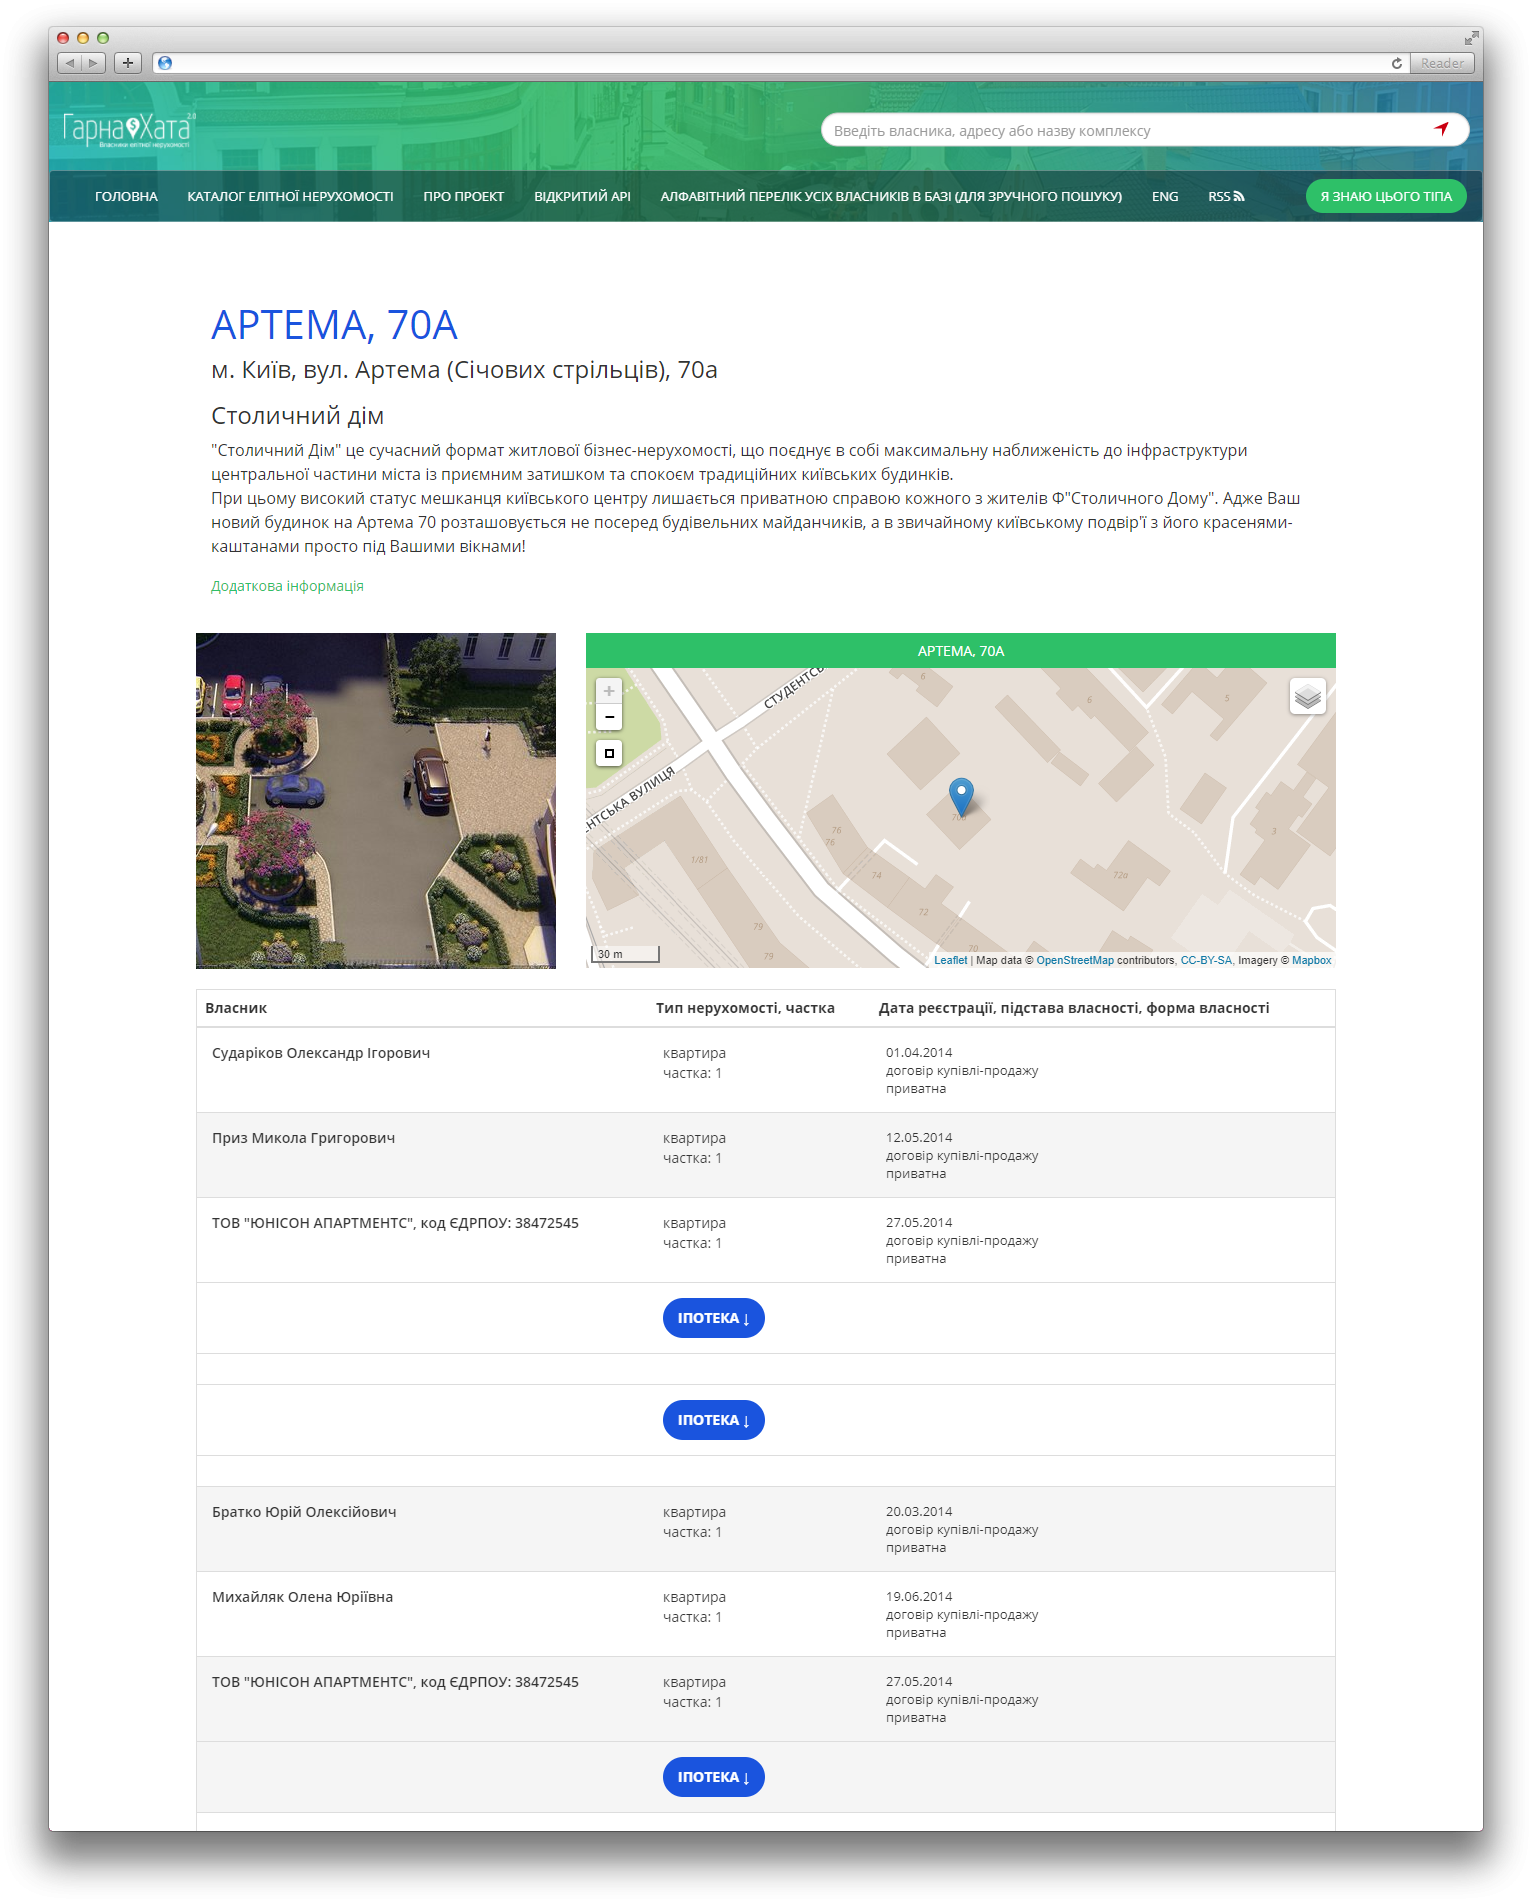 Reader
ГарнаХата 2.0
Власники елітної нерухомості
Введіть власника, адресу або назву комплексу
ГОЛОВНА
КАТАЛОГ ЕЛІТНОЇ НЕРУХОМОСТІ
ПРО ПРОЕКТ
ВІДКРИТИЙ АРІ
АЛФАВІТНИЙ ПЕРЕЛІК УСІХ ВЛАСНИКІВ В БАЗІ (ДЛЯ ЗРУЧНОГО ПОШУКУ)
ENG
RSS
Я ЗНАЮ ЦЬОГО ТІПА
АРТЕМА, 70А
м. Київ, вул. Артема (Січових стрільців), 70а
Столичний дім
"Столичний Дім" це сучасний формат житлової бізнес-нерухомості, що поєднує в собі максимальну наближеність до інфраструктури
центральної частини міста із приємним затишком та спокоєм традиційних київських будинків.
При цьому високий статус мешканця київського центру лишається приватною справою кожного з жителів Ф"Столичного Дому". Адже Ваш
новий будинок на Артема 70 розташовується не посеред будівельних майданчиків, а в звичайному київському подвір'ї з його красенями-
каштанами просто під Вашими вікнами!
Додаткова інформація
АРТЕМА, 70А
+
−
СТУДЕНТСЬ
ЕНТСЬКА ВУЛИЦЯ
6
6
5
70а
76
76
3
1/81
74
72а
72
79
70
79
30 m
Leaflet | Map data © OpenStreetMap contributors, CC-BY-SA, Imagery © Mapbox
Власник
Тип нерухомості, частка
Дата реєстрації, підстава власності, форма власності
Сударіков Олександр Ігорович
квартира
частка: 1
01.04.2014
договір купівлі-продажу
приватна
Приз Микола Григорович
квартира
частка: 1
12.05.2014
договір купівлі-продажу
приватна
ТОВ "ЮНІСОН АПАРТМЕНТС", код ЄДРПОУ: 38472545
квартира
частка: 1
27.05.2014
договір купівлі-продажу
приватна
ІПОТЕКА ↓
ІПОТЕКА ↓
Братко Юрій Олексійович
квартира
частка: 1
20.03.2014
договір купівлі-продажу
приватна
Михайляк Олена Юріївна
квартира
частка: 1
19.06.2014
договір купівлі-продажу
приватна
ТОВ "ЮНІСОН АПАРТМЕНТС", код ЄДРПОУ: 38472545
квартира
частка: 1
27.05.2014
договір купівлі-продажу
приватна
ІПОТЕКА ↓